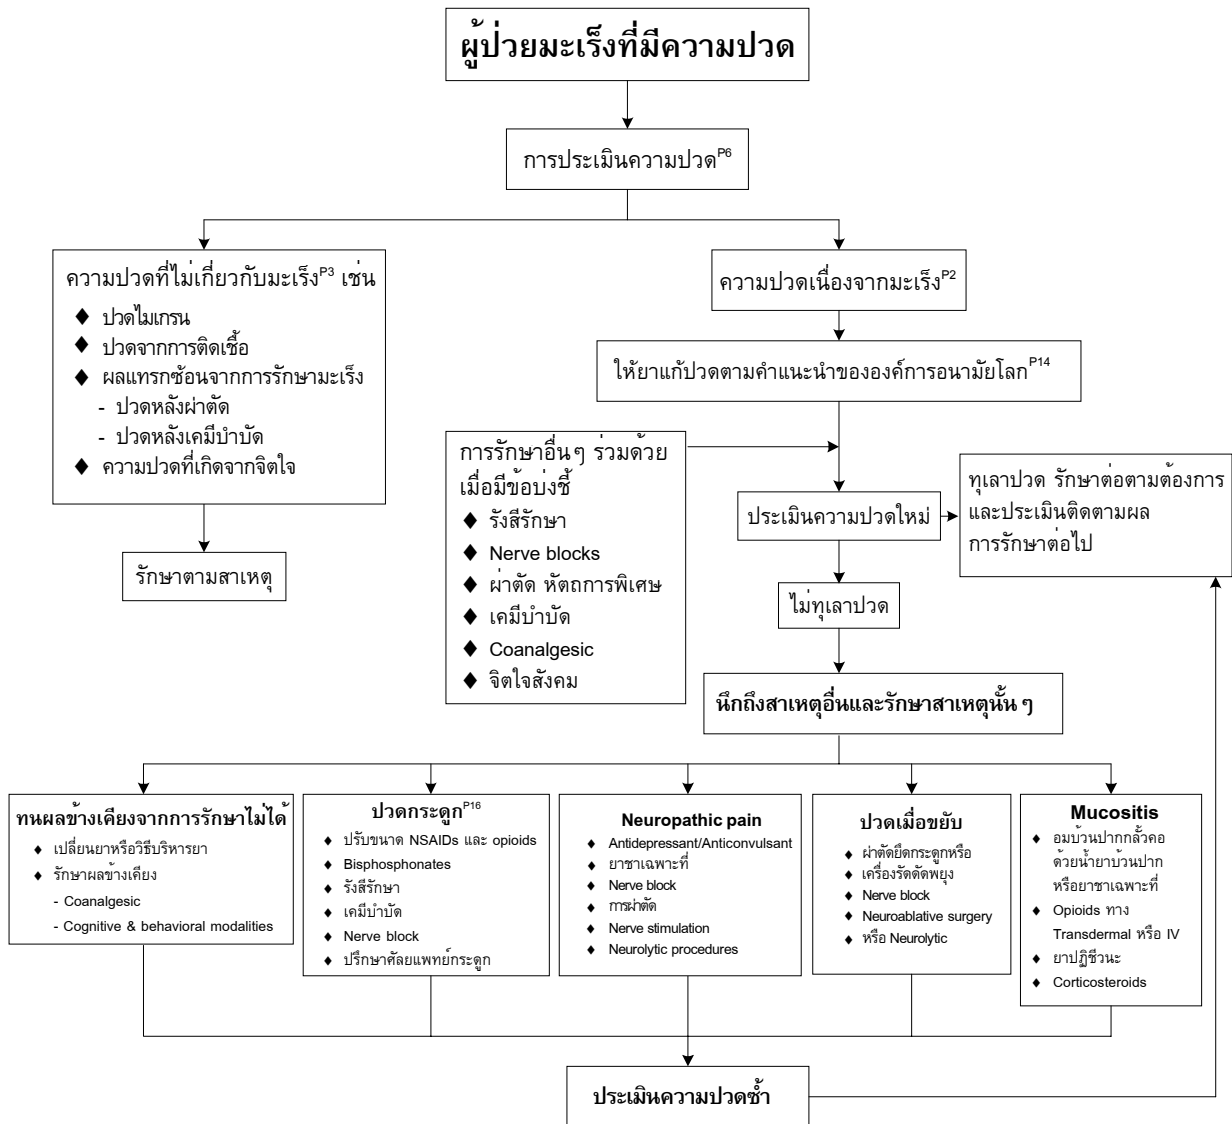 ผู้ป่วยมะเร็งที่มีความปวด
การประเมินความปวด P6
ความปวดที่ไม่เกี่ยวกับมะเร็ง P3 เช่น
♦ ปวดไมเกรน
♦ ปวดจากการติดเชื้อ
♦ ผลแทรกซ้อนจากการรักษามะเร็ง
- ปวดหลังผ่าตัด
- ปวดหลังเคมีบำบัด
♦ ความปวดที่เกิดจากจิตใจ
รักษาตามสาเหตุ
ความปวดเนื่องจากมะเร็ง P2
ให้ยาแก้ปวดตามคำแนะนำขององค์การอนามัยโลก P14
การรักษาอื่นๆ ร่วมด้วย
เมื่อมีข้อบ่งชี้
♦ รังสีรักษา
♦ Nerve blocks
♦ ผ่าตัด หัตถการพิเศษ
♦ เคมีบำบัด
♦ Coanalgesic
♦ จิตใจสังคม
ประเมินความปวดใหม่
ทุเลาปวด รักษาต่อตามต้องการ
และประเมินติดตามผล
การรักษาต่อไป
ไม่ทุเลาปวด
นึกถึงสาเหตุอื่นและรักษาสาเหตุนั้นๆ
ทนผลข้างเคียงจากการรักษาไม่ได้
♦ เปลี่ยนยาหรือวิธีบริหารยา
♦ รักษาผลข้างเคียง
- Coanalgesic
- Cognitive & behavioral modalities
ปวดกระดูก P16
♦ ปรับขนาด NSAIDs และ opioids
♦ Bisphosphonates
♦ รังสีรักษา
♦ เคมีบำบัด
♦ Nerve block
♦ ปรึกษาศัลยแพทย์กระดูก
Neuropathic pain
♦ Antidepressant/Anticonvulsant
♦ ยาชาเฉพาะที่
♦ Nerve block
♦ การผ่าตัด
♦ Nerve stimulation
♦ Neurolytic procedures
ปวดเมื่อขยับ
♦ ผ่าตัดยึดกระดูกหรือ
♦ เครื่องรัดดัดพยุง
♦ Nerve block
♦ Neuroablative surgery
♦ หรือ Neurolytic
Mucositis
♦ อมบ้วนปากกลั้วคอ
ด้วยน้ำยาบ้วนปาก
หรือยาชาเฉพาะที่
♦ Opioids ทาง
Transdermal หรือ IV
♦ ยาปฏิชีวนะ
♦ Corticosteroids
ประเมินความปวดซ้ำ